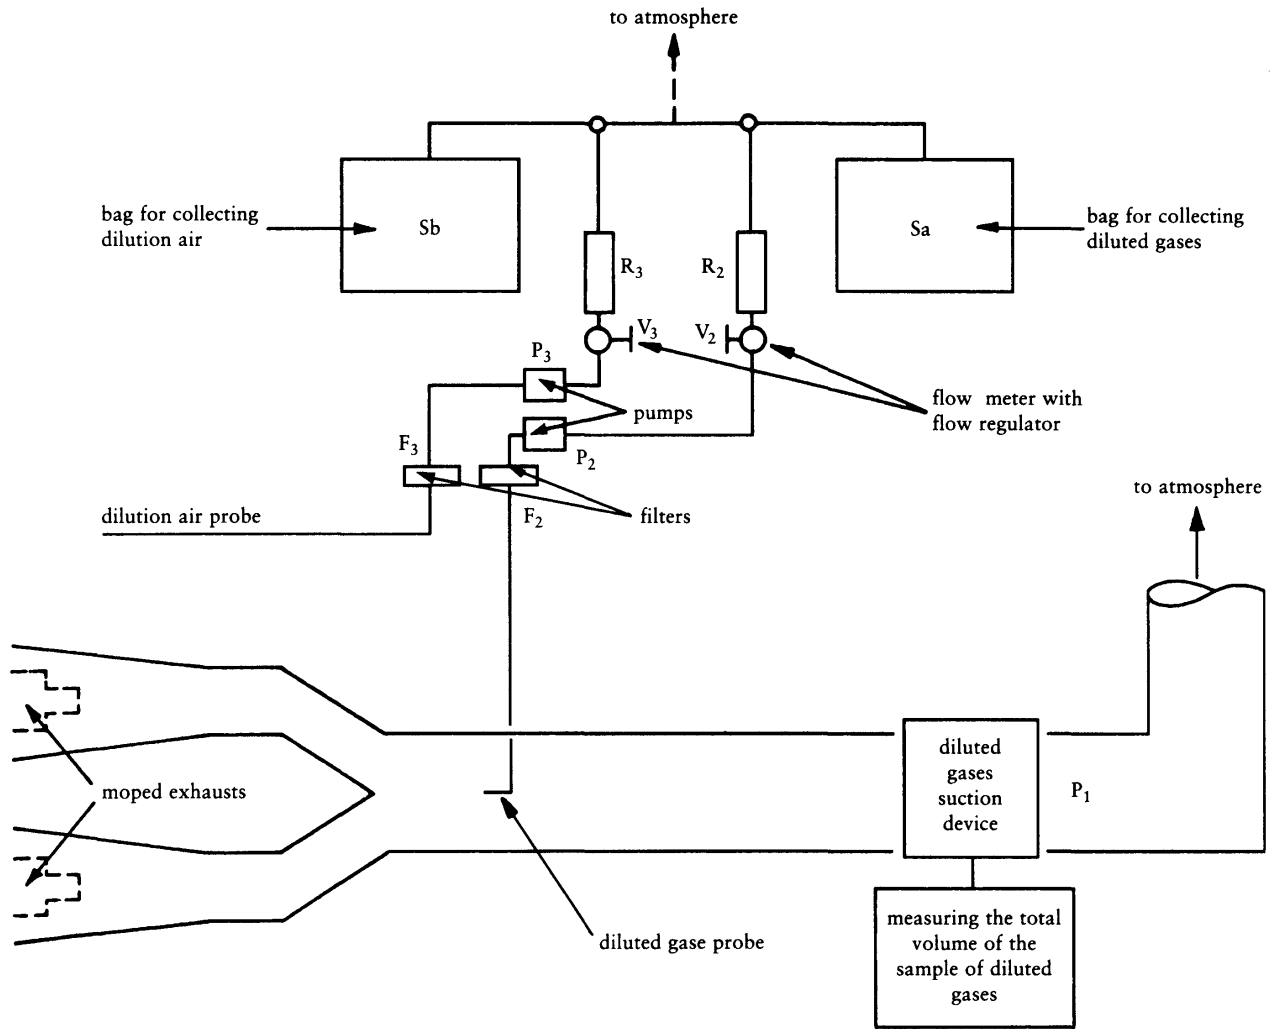 to atmosphere
bag for collecting
dilution air
Sb
Sa
bag for collecting
diluted gases
R3
R2
V3
V2
P3
pumps
flow meter with
flow regulator
F3
P2
dilution air probe
F2
filters
to atmosphere
moped exhausts
diluted
gases
suction
device
P1
diluted gase probe
measuring the total
volume of the
sample of diluted
gases